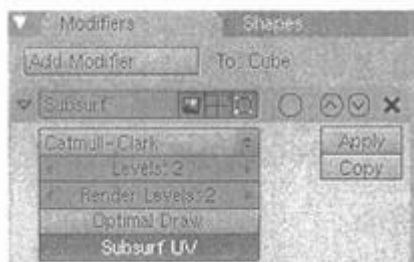 Modifiers Shapes
Add Modifier To: Cube
Subsurf
Catmull-Clark Apply
Levels: 2 Copy
Render Levels: 2
Optimal Draw
Subsurf UV